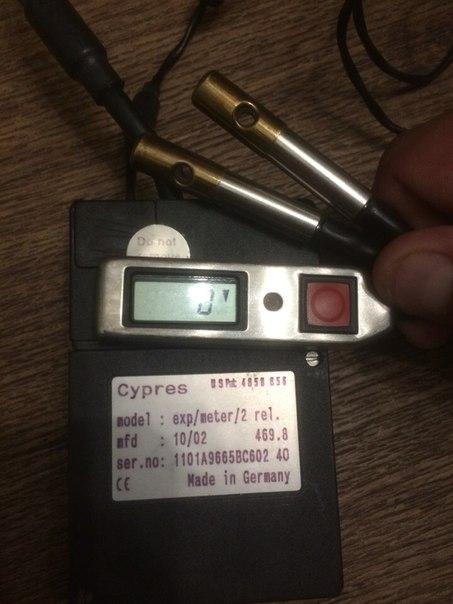 Do not
0
Cypres USPat 4858 856
model : exp/meter/2 rel.
mfd : 10/02 469.8
ser.no: 1101A9665BC602 40
CE Made in Germany